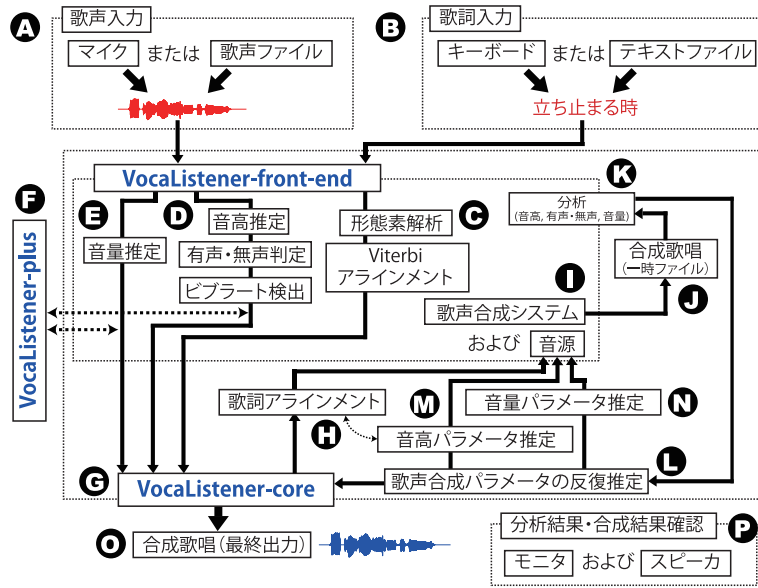 A
歌声入力
マイク または 歌声ファイル
B
歌詞入力
キーボード または テキストファイル
立ち止まる時
VocaListener-front-end
K
分析
(音高, 有声・無声, 音量)
F
VocaListener-plus
E
音量推定
D
音高推定
有声・無声判定
ビブラート検出
形態素解析
C
Viterbi
アラインメント
合成歌唱
(一時ファイル)
J
I
歌声合成システム
および 音源
歌詞アラインメント
H
M
音高パラメータ推定
音量パラメータ推定
N
L
歌声合成パラメータの反復推定
G
VocaListener-core
O
合成歌唱(最終出力)
分析結果・合成結果確認
P
モニタ および スピーカ